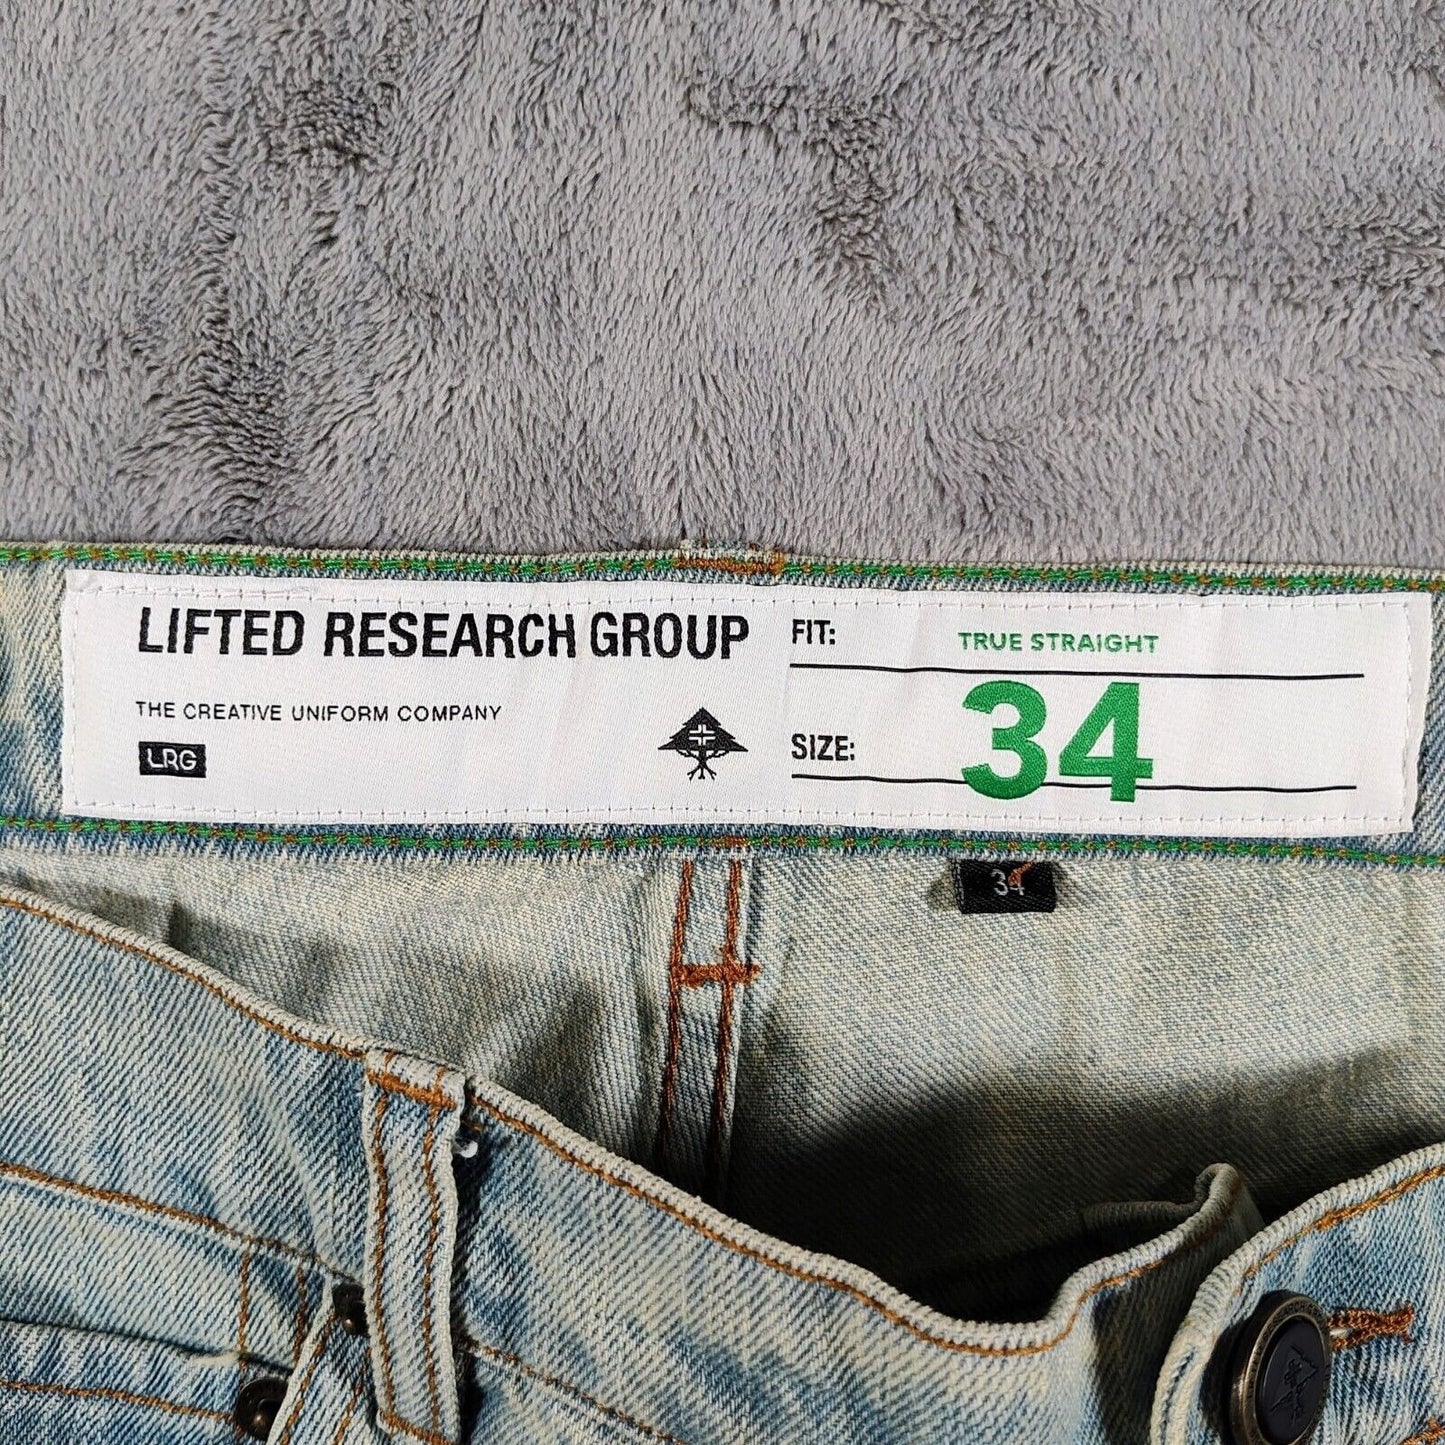 LIFTED RESEARCH GROUP
THE CREATIVE UNIFORM COMPANY
LRG
FIT: TRUE STRAIGHT
SIZE: 34
34